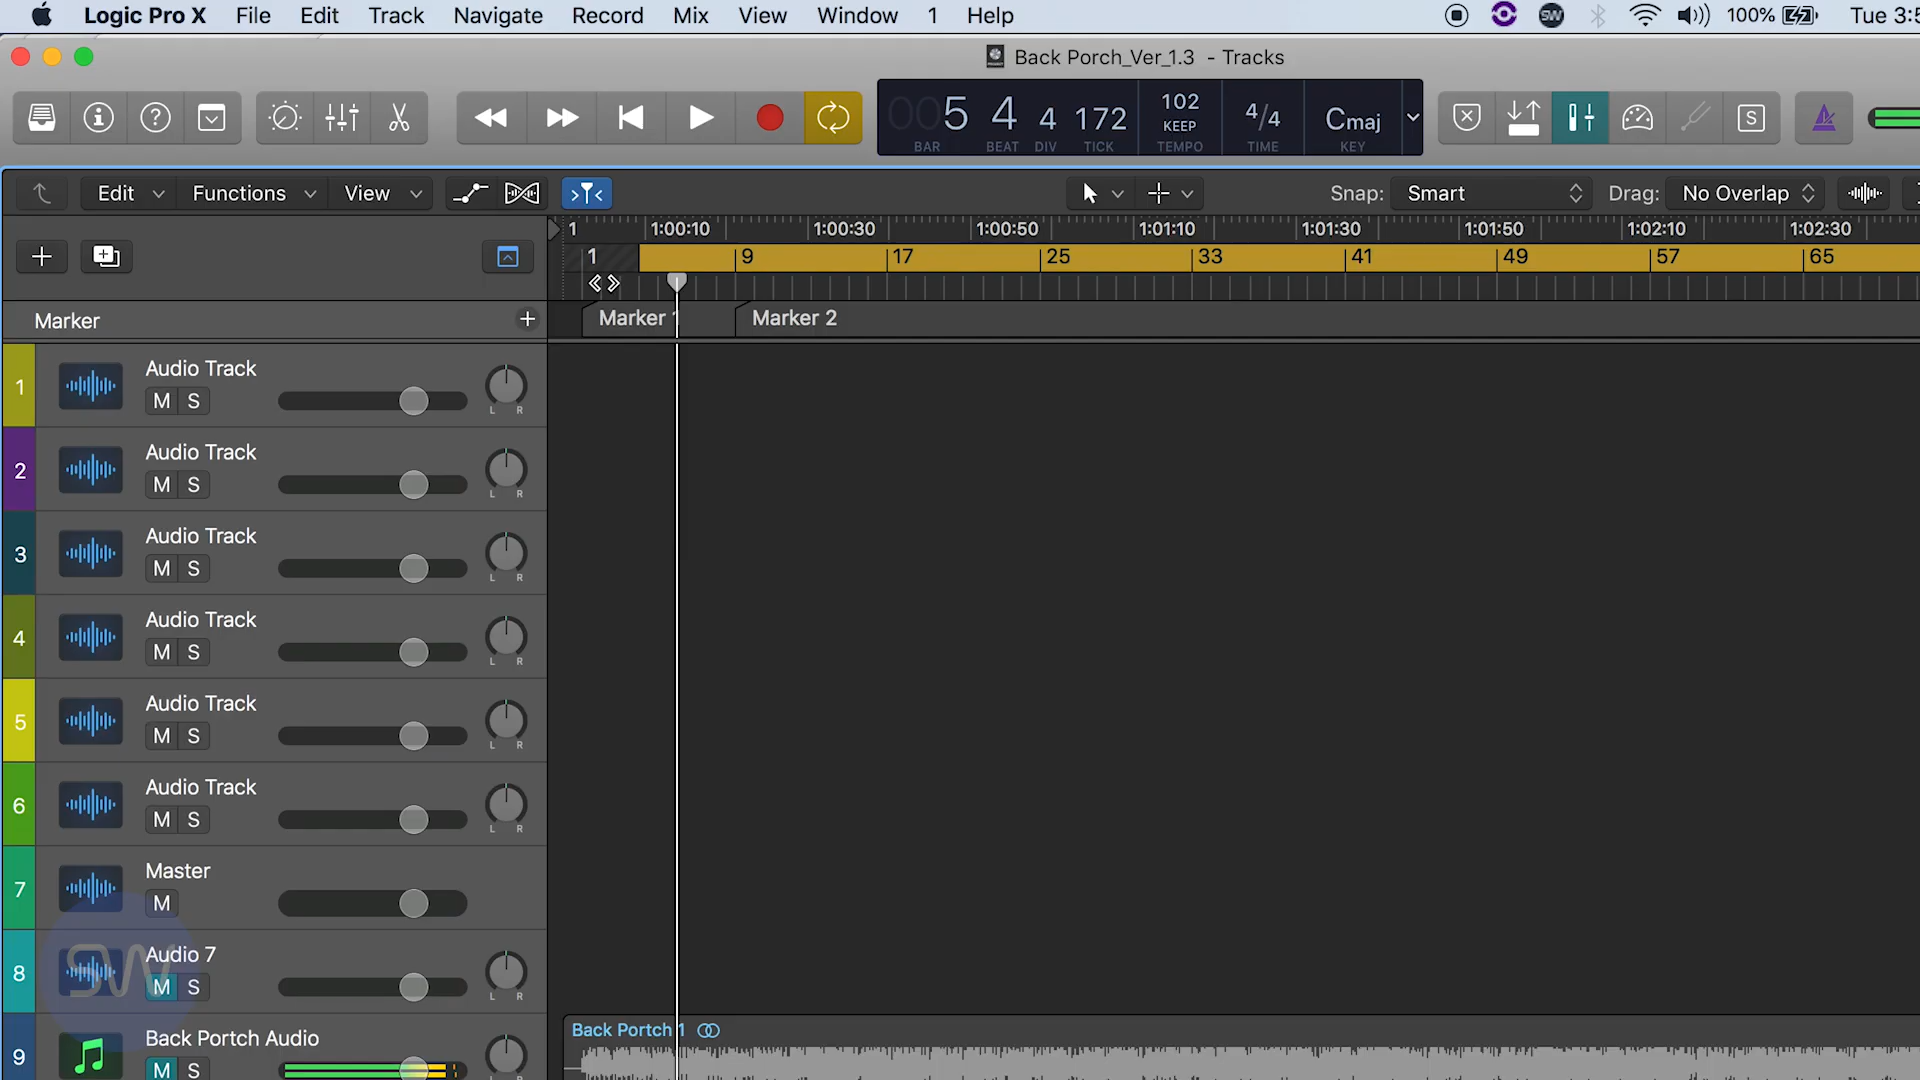 Logic Pro X File Edit Track Navigate Record Mix View Window 1 Help SW 100% Tue 3:5
Back Porch_Ver_1.3 - Tracks
005 4 4 172 102 KEEP 4/4 Cmaj S
BAR BEAT DIV TICK TEMPO TIME KEY
Edit Functions View Snap: Smart Drag: No Overlap
1 1:00:10 1:00:30 1:00:50 1:01:10 1:01:30 1:01:50 1:02:10 1:02:30
1 9 17 25 33 41 49 57 65
Marker Marker 1 Marker 2
1 Audio Track
M S L R
2 Audio Track
M S L R
3 Audio Track
M S L R
4 Audio Track
M S L R
5 Audio Track
M S L R
6 Audio Track
M S L R
7 Master
M
8 Audio 7
SW M S L R
Back Portch 1
9 Back Portch Audio
M S